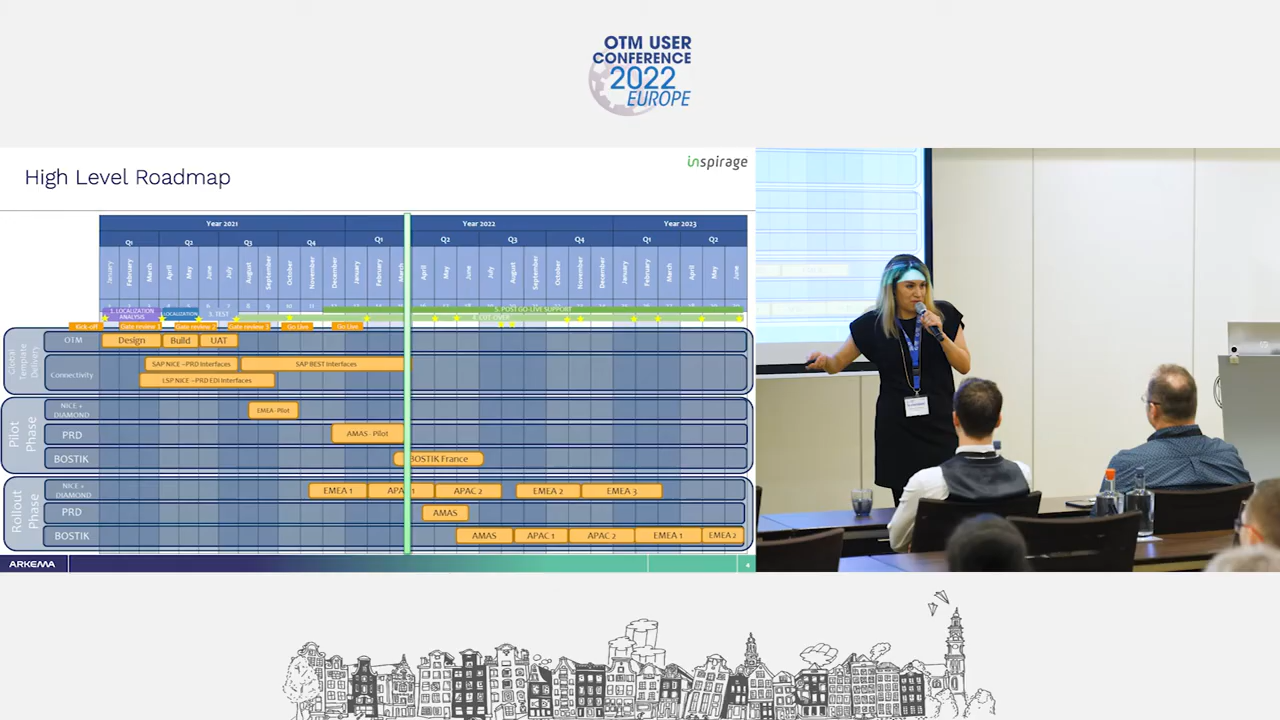 OTM USER
CONFERENCE
2022
EUROPE
High Level Roadmap
inspirage
Year 2021
Year 2022
Year 2023
Q1
Q2
Q3
Q4
Q1
Q2
Q3
Q4
Q1
Q2
January
February
March
April
May
June
July
August
September
October
November
December
January
February
March
April
May
June
July
August
September
October
November
December
January
February
March
April
May
June
1. LOCALIZATION
ANALYSIS
LOCALIZATION
3. TEST
5. POST GO-LIVE SUPPORT
4. CUT OVER
Kick-off
Gate review 1
Gate review 2
Gate review 3
Go Live
Go Live
Global
Template
Delivery
OTM
Design
Build
UAT
Connectivity
SAP NICE –PRD Interfaces
SAP BEST Interfaces
LSP NICE –PRD EDI Interfaces
Pilot
Phase
NICE +
DIAMOND
EMEA- Pilot
PRD
AMAS- Pilot
BOSTIK
BOSTIK France
Rollout
Phase
NICE +
DIAMOND
EMEA 1
APAC 1
APAC 2
EMEA 2
EMEA 3
PRD
AMAS
BOSTIK
AMAS
APAC 1
APAC 2
EMEA 1
EMEA 2
ARKEMA
4